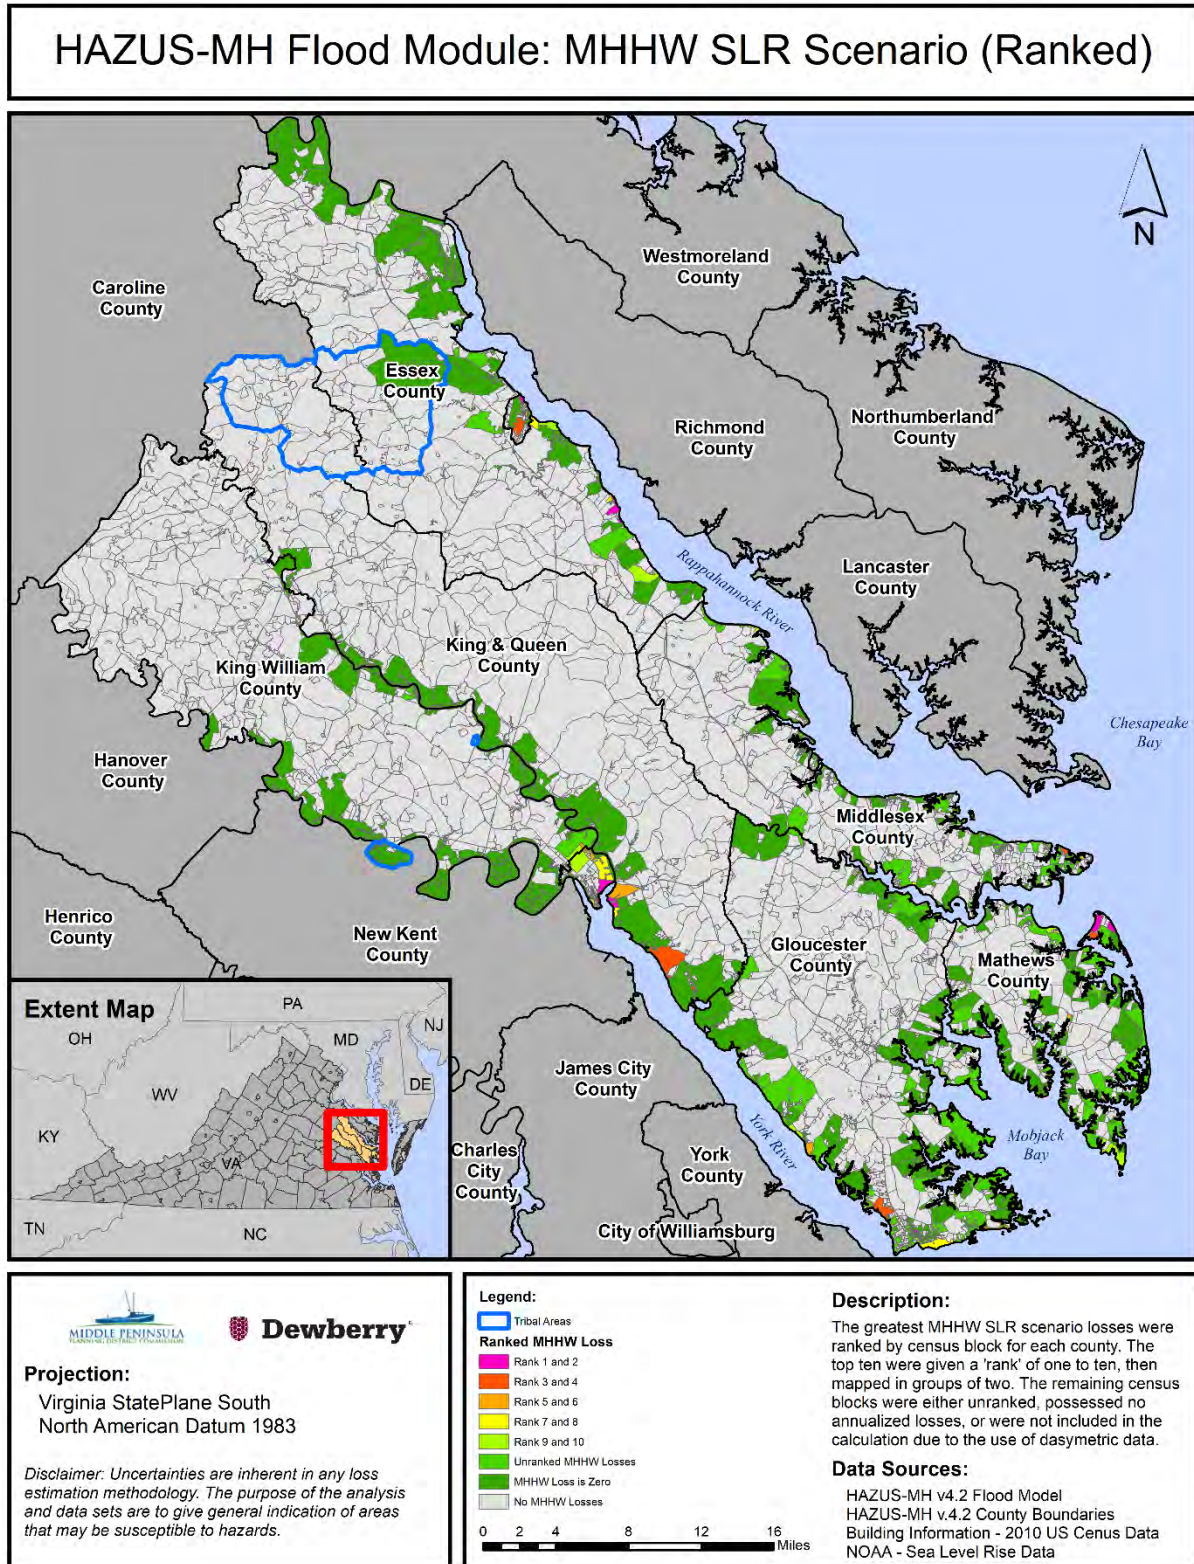 HAZUS-MH Flood Module: MHHW SLR Scenario (Ranked)
N
Westmoreland
County
Caroline
County
Essex
County
Richmond
County
Northumberland
County
Rappahannock River
Lancaster
County
King & Queen
County
King William
County
Chesapeake
Bay
Hanover
County
Middlesex
County
Henrico
County
New Kent
County
Gloucester
County
Mathews
County
James City
County
York River
Mobjack
Bay
Charles
City
County
York
County
City of Williamsburg
Extent Map
PA
OH
MD
NJ
WV
DE
KY
VA
TN
NC
MIDDLE PENINSULA
PLANNING DISTRICT COMMISSION
Dewberry
Projection:
Virginia StatePlane South
North American Datum 1983
Disclaimer: Uncertainties are inherent in any loss
estimation methodology. The purpose of the analysis
and data sets are to give general indication of areas
that may be susceptible to hazards.
Legend:
Tribal Areas
Ranked MHHW Loss
Rank 1 and 2
Rank 3 and 4
Rank 5 and 6
Rank 7 and 8
Rank 9 and 10
Unranked MHHW Losses
MHHW Loss is Zero
No MHHW Losses
0 2 4 8 12 16
Miles
Description:
The greatest MHHW SLR scenario losses were
ranked by census block for each county. The
top ten were given a 'rank' of one to ten, then
mapped in groups of two. The remaining census
blocks were either unranked, possessed no
annualized losses, or were not included in the
calculation due to the use of dasymetric data.
Data Sources:
HAZUS-MH v4.2 Flood Model
HAZUS-MH v.4.2 County Boundaries
Building Information - 2010 US Cenus Data
NOAA - Sea Level Rise Data